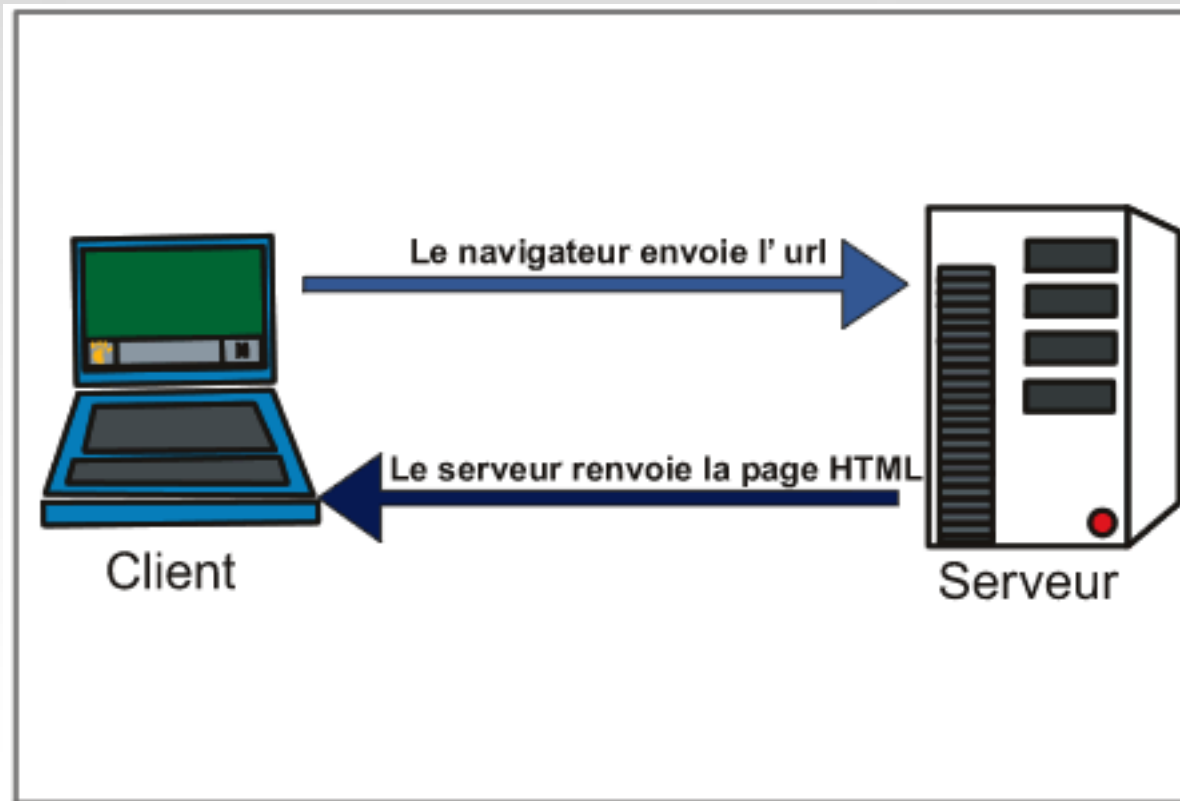 Le navigateur envoie l' url
Le serveur renvoie la page HTML
Client
Serveur